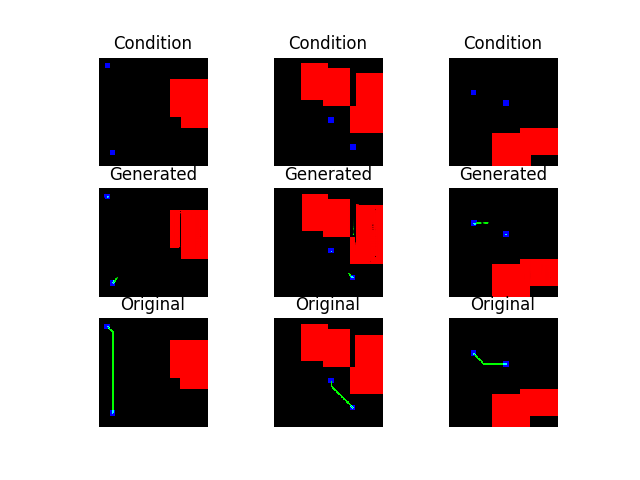 Condition Condition Condition
Generated Generated Generated
Original Original Original